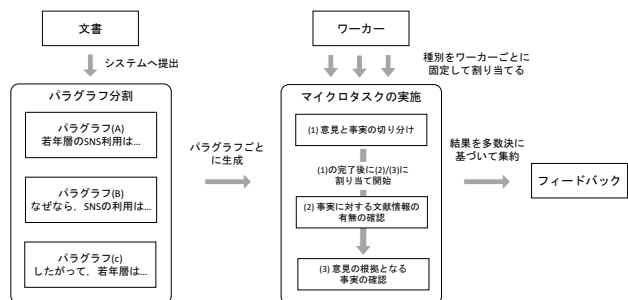 文書
システムへ提出
パラグラフ分割
パラグラフ(A)
若年層のSNS利用は...
パラグラフ(B)
なぜなら，SNSの利用は...
パラグラフ(c)
したがって，若年層は...
パラグラフごと
に生成
ワーカー
種別をワーカーごとに
固定して割り当てる
マイクロタスクの実施
(1) 意見と事実の切り分け
(1)の完了後に(2)/(3)に
割り当て開始
(2) 事実に対する文献情報の
有無の確認
(3) 意見の根拠となる
事実の確認
結果を多数決に
基づいて集約
フィードバック